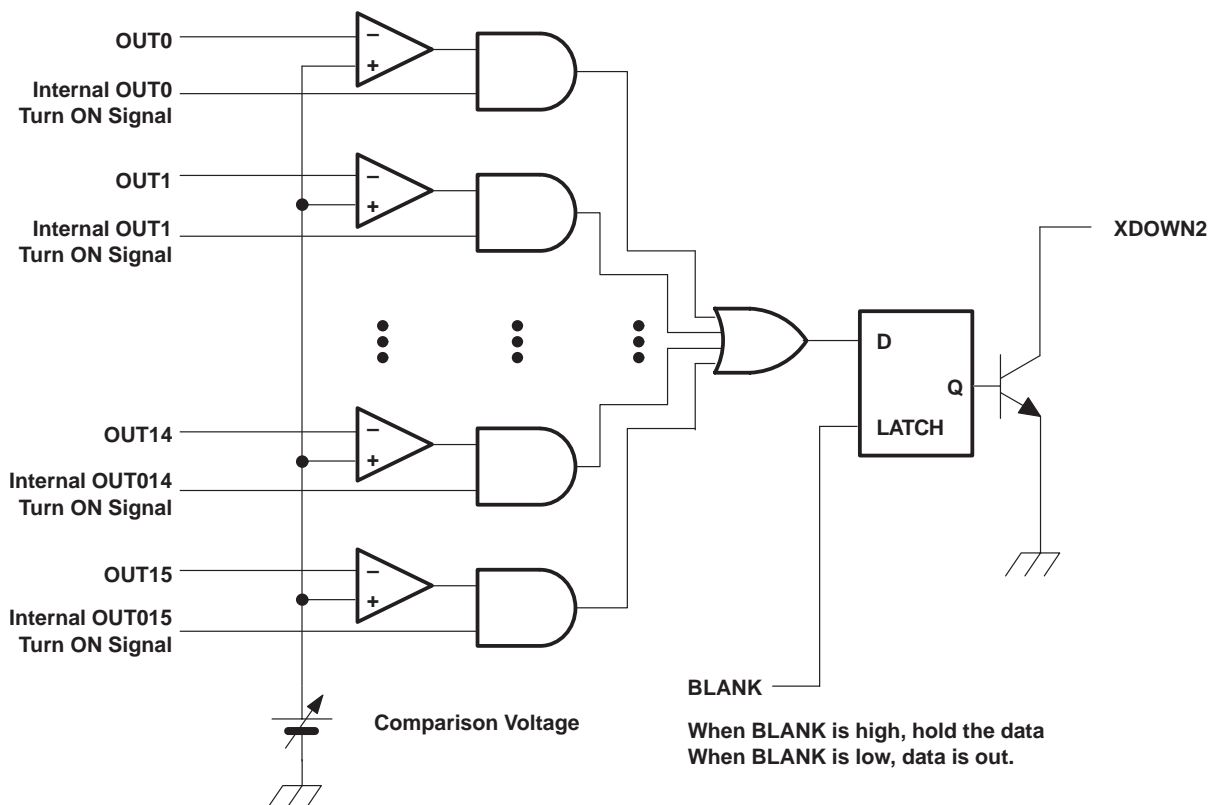 OUT0
−
+
Internal OUT0
Turn ON Signal
OUT1
−
+
Internal OUT1
Turn ON Signal
XDOWN2
D
Q
LATCH
OUT14
−
+
Internal OUT014
Turn ON Signal
OUT15
−
+
Internal OUT015
Turn ON Signal
BLANK
Comparison Voltage
When BLANK is high, hold the data
When BLANK is low, data is out.